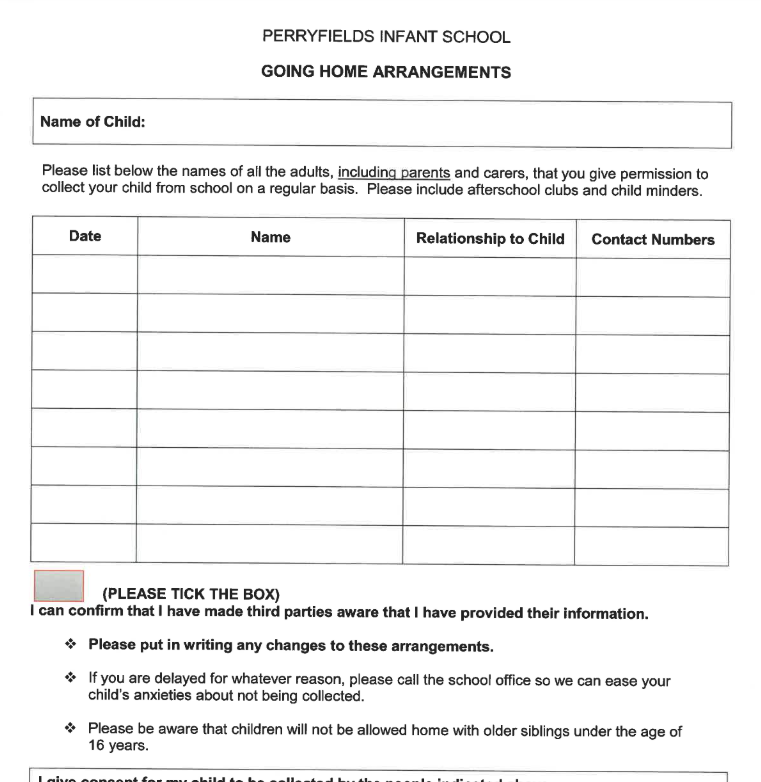 PERRYFIELDS INFANT SCHOOL
GOING HOME ARRANGEMENTS
Name of Child:
Please list below the names of all the adults, including parents and carers, that you give permission to
collect your child from school on a regular basis. Please include afterschool clubs and child minders.
Date Name Relationship to Child Contact Numbers
(PLEASE TICK THE BOX)
I can confirm that I have made third parties aware that I have provided their information.
❖ Please put in writing any changes to these arrangements.
❖ If you are delayed for whatever reason, please call the school office so we can ease your
child's anxieties about not being collected.
❖ Please be aware that children will not be allowed home with older siblings under the age of
16 years.
I give consent for my child to be collected by the people indicated